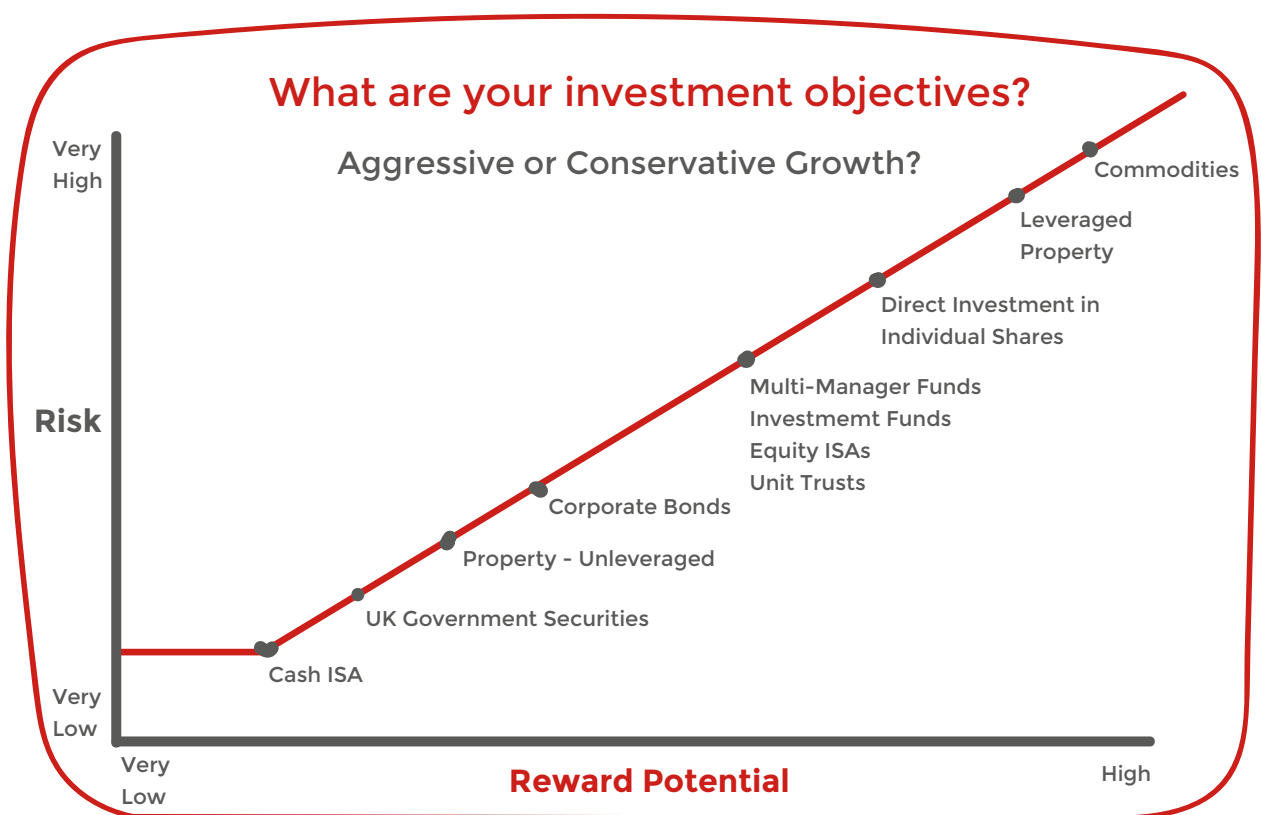 What are your investment objectives?
Aggressive or Conservative Growth?
Very
High
Commodities
Leveraged
Property
Direct Investment in
Individual Shares
Multi-Manager Funds
Investmemt Funds
Equity ISAs
Unit Trusts
Risk
Corporate Bonds
Property - Unleveraged
UK Government Securities
Cash ISA
Very
Low
Very
Low
Reward Potential
High